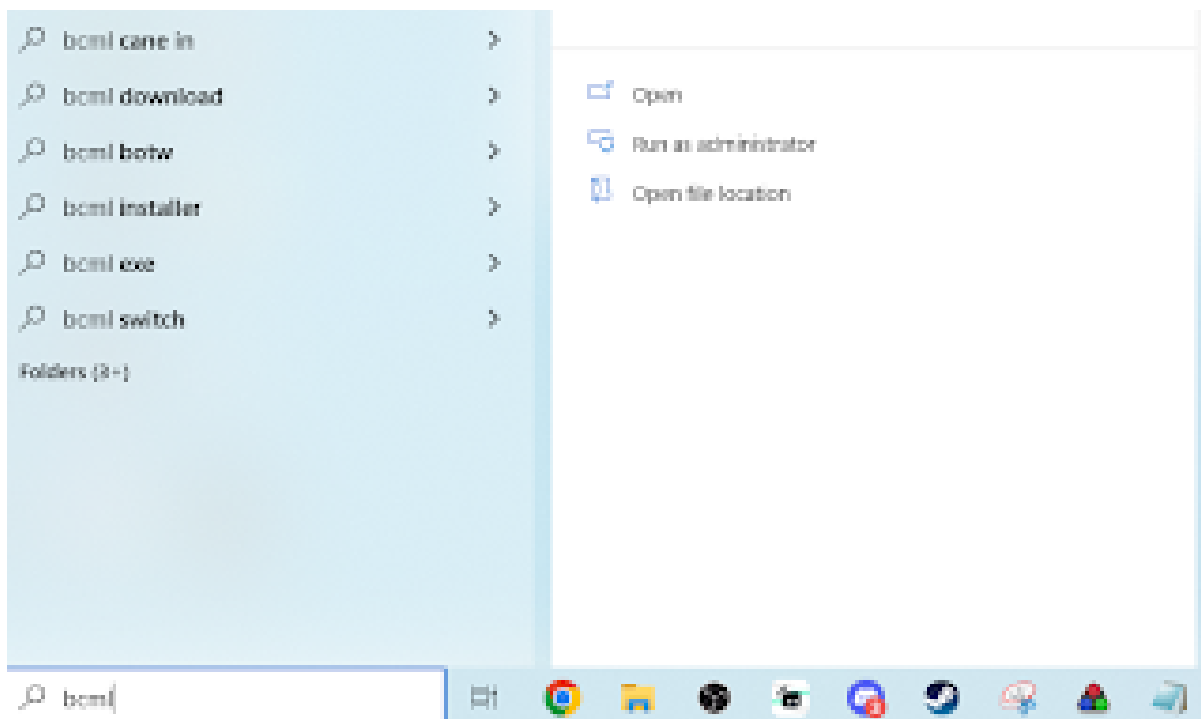 bcml cane in
bcml download
bcml botw
bcml installer
bcml exe
bcml switch
Folders (3+)
bcml
Open
Run as administrator
Open file location